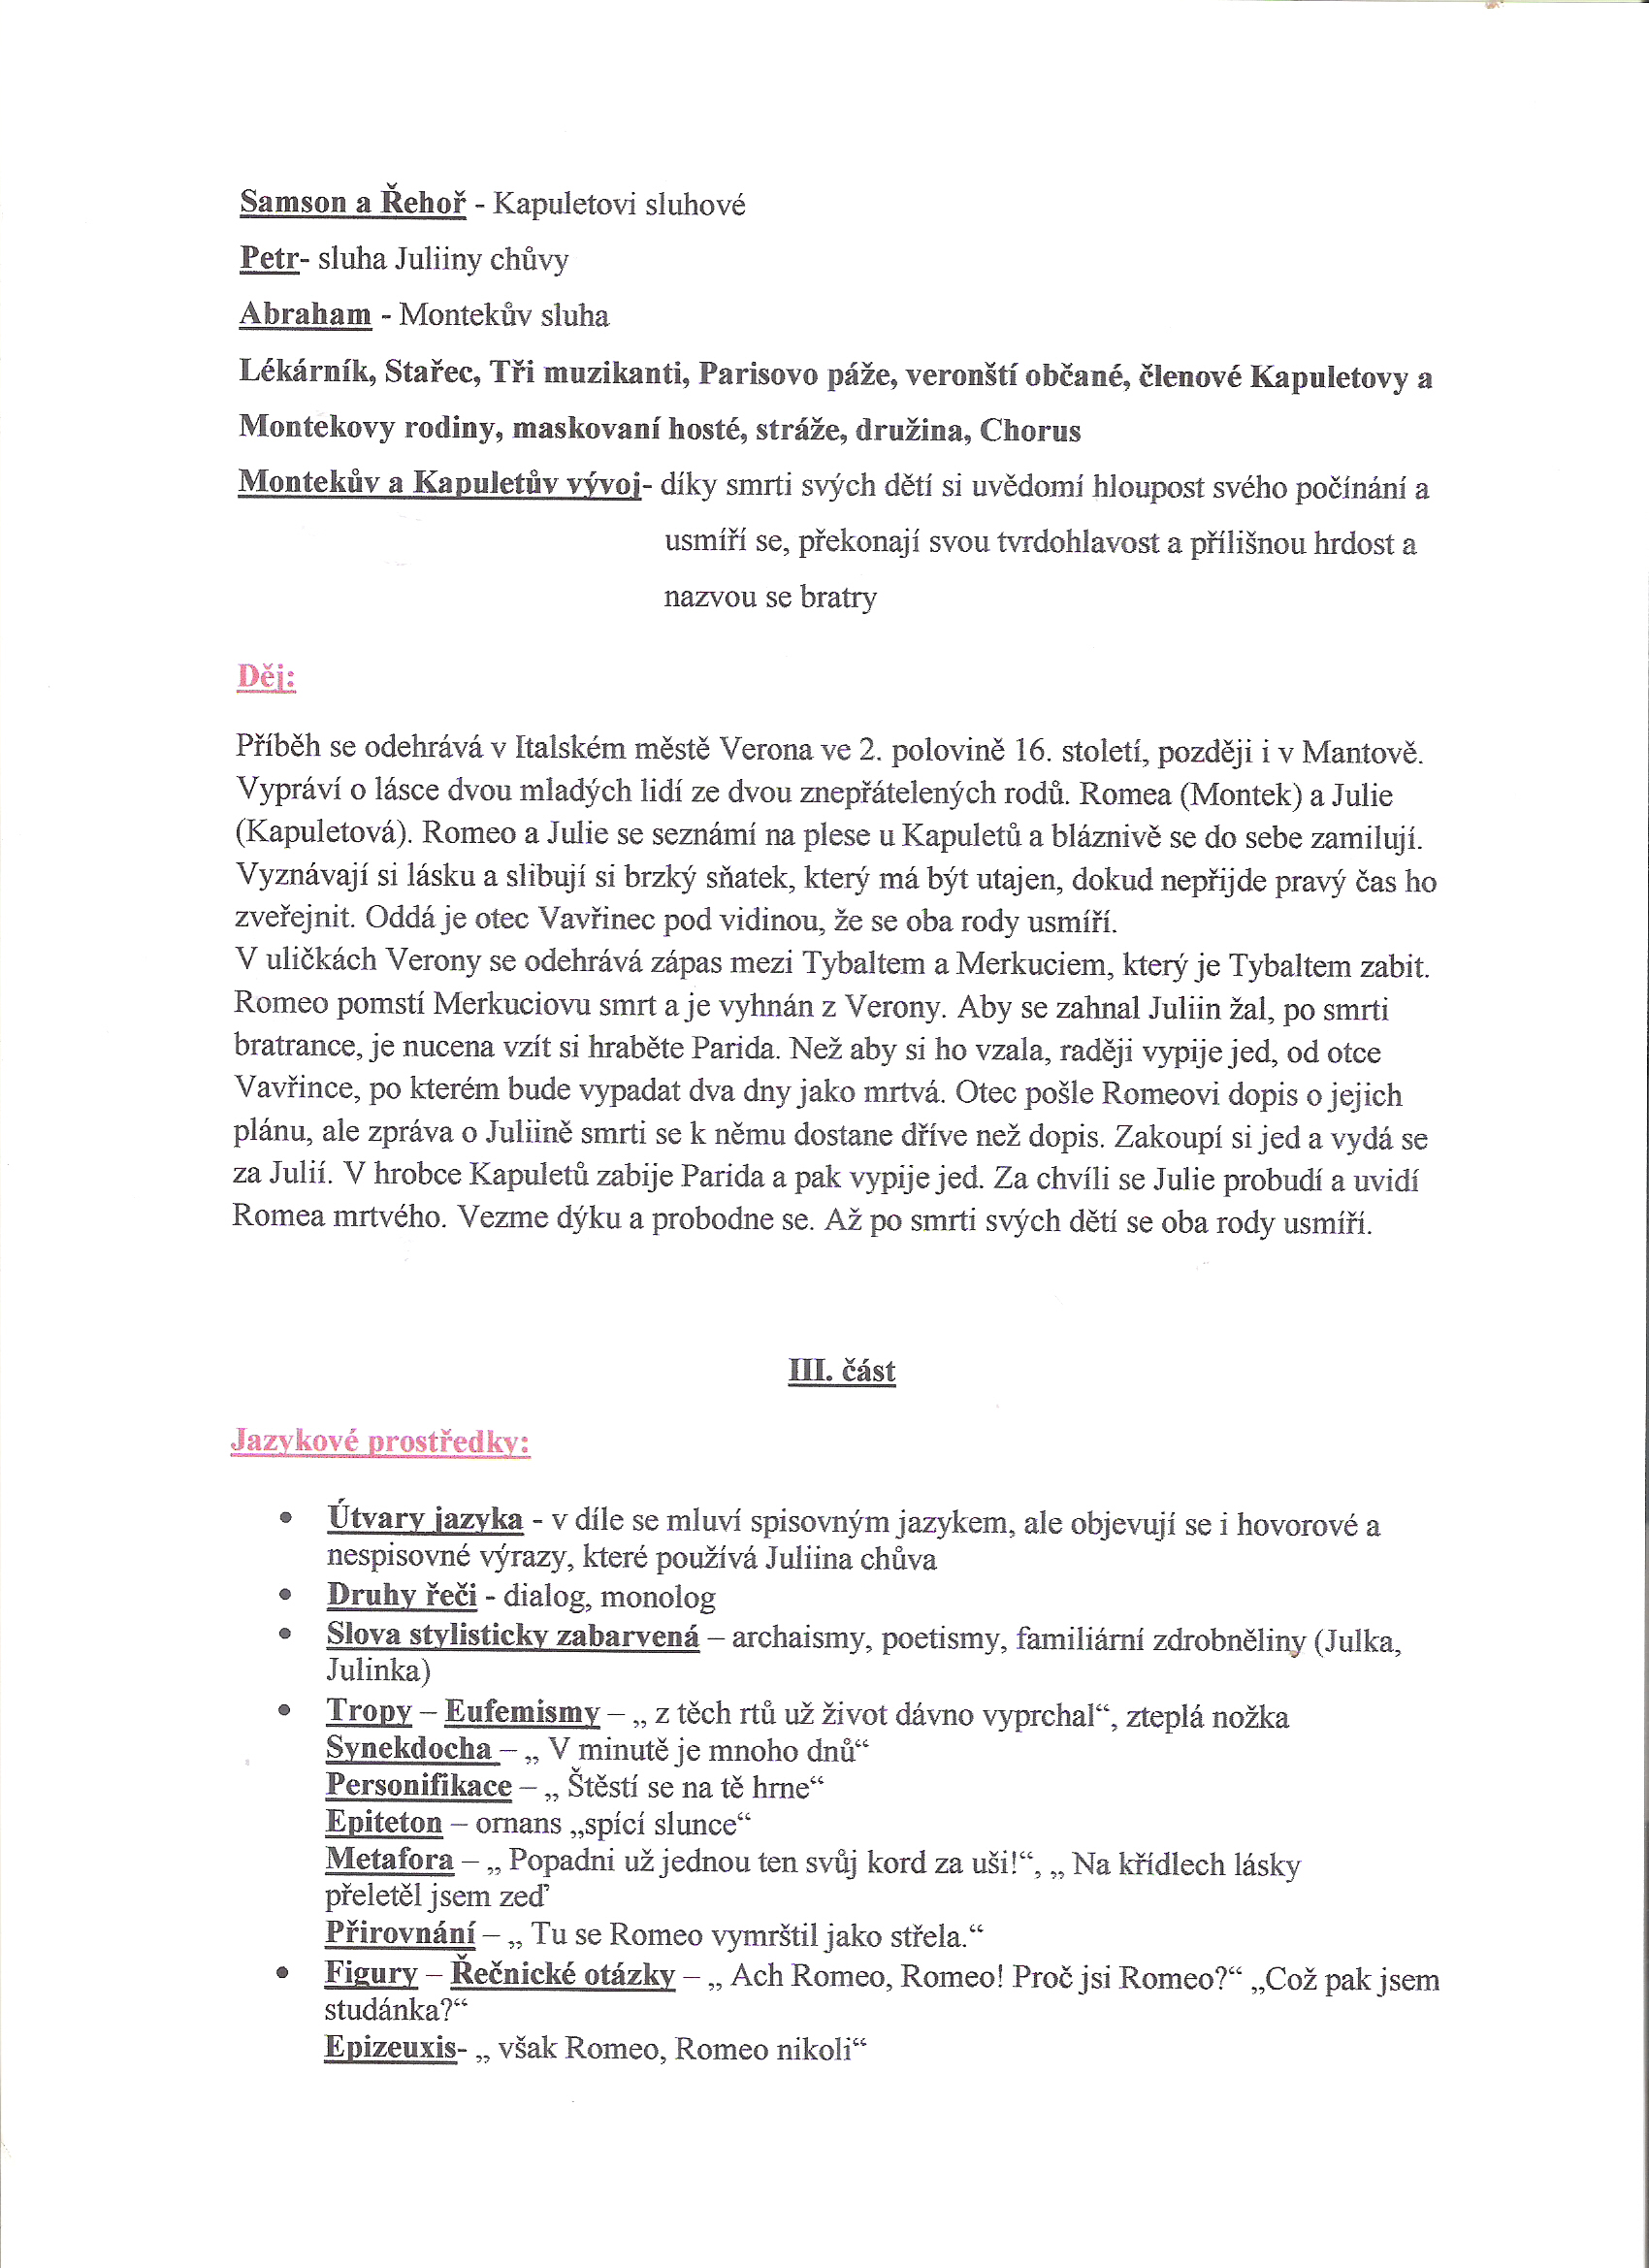 Samson a Řehoř - Kapuletovi sluhové
Petr- sluha Juliiny chůvy
Abraham - Montekův sluha
Lékárník, Stařec, Tři muzikanti, Parisovo páže, veronští občané, členové Kapuletovy a
Montekovy rodiny, maskovaní hosté, stráže, družina, Chorus
Montekův a Kapuletův vývoj- díky smrti svých dětí si uvědomí hloupost svého počínání a
usmíří se, překonají svou tvrdohlavost a přílišnou hrdost a
nazvou se bratry
Děj:
Příběh se odehrává v Italském městě Verona ve 2. polovině 16. století, později i v Mantově.
Vypráví o lásce dvou mladých lidí ze dvou znepřátelených rodů. Romea (Montek) a Julie
(Kapuletová). Romeo a Julie se seznámí na plese u Kapuletů a bláznivě se do sebe zamilují.
Vyznávají si lásku a slibují si brzký sňatek, který má být utajen, dokud nepřijde pravý čas ho
zveřejnit. Oddá je otec Vavřinec pod vidinou, že se oba rody usmíří.
V uličkách Verony se odehrává zápas mezi Tybaltem a Merkuciem, který je Tybaltem zabit.
Romeo pomstí Merkuciovu smrt a je vyhnán z Verony. Aby se zahnal Juliin žal, po smrti
bratrance, je nucena vzít si hraběte Parida. Než aby si ho vzala, raději vypije jed, od otce
Vavřince, po kterém bude vypadat dva dny jako mrtvá. Otec pošle Romeovi dopis o jejich
plánu, ale zpráva o Juliině smrti se k němu dostane dříve než dopis. Zakoupí si jed a vydá se
za Julií. V hrobce Kapuletů zabije Parida a pak vypije jed. Za chvíli se Julie probudí a uvidí
Romea mrtvého. Vezme dýku a probodne se. Až po smrti svých dětí se oba rody usmíří.
III. část
Jazykové prostředky:
• Útvary jazyka - v díle se mluví spisovným jazykem, ale objevují se i hovorové a
nespisovné výrazy, které používá Juliina chůva
• Druhy řeči - dialog, monolog
• Slova stylisticky zabarvená – archaismy, poetismy, familiární zdrobněliny (Julka,
Julinka)
• Tropy – Eufemismy – „ z těch rtů už život dávno vyprchal“, zteplá nožka
Synekdocha – „ V minutě je mnoho dnů“
Personifikace – „ Štěstí se na tě hrne“
Epiteton – ornans „spící slunce“
Metafora – „ Popadni už jednou ten svůj kord za uši!“, „ Na křídlech lásky
přeletěl jsem zeď
Přirovnání – „ Tu se Romeo vymrštil jako střela.“
• Figury – Řečnické otázky – „ Ach Romeo, Romeo! Proč jsi Romeo?“ „Což pak jsem
studánka?“
Epizeuxis- „ však Romeo, Romeo nikoli“